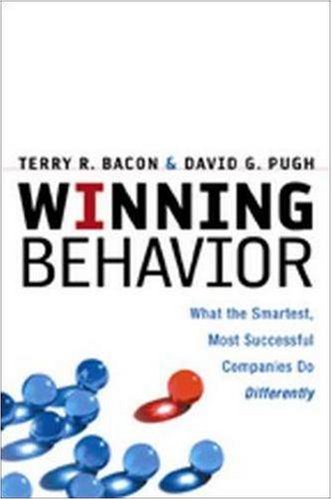 TERRY R. BACON & DAVID G. PUGH
WINNING
BEHAVIOR
What the Smartest,
Most Successful
Companies Do
Differently